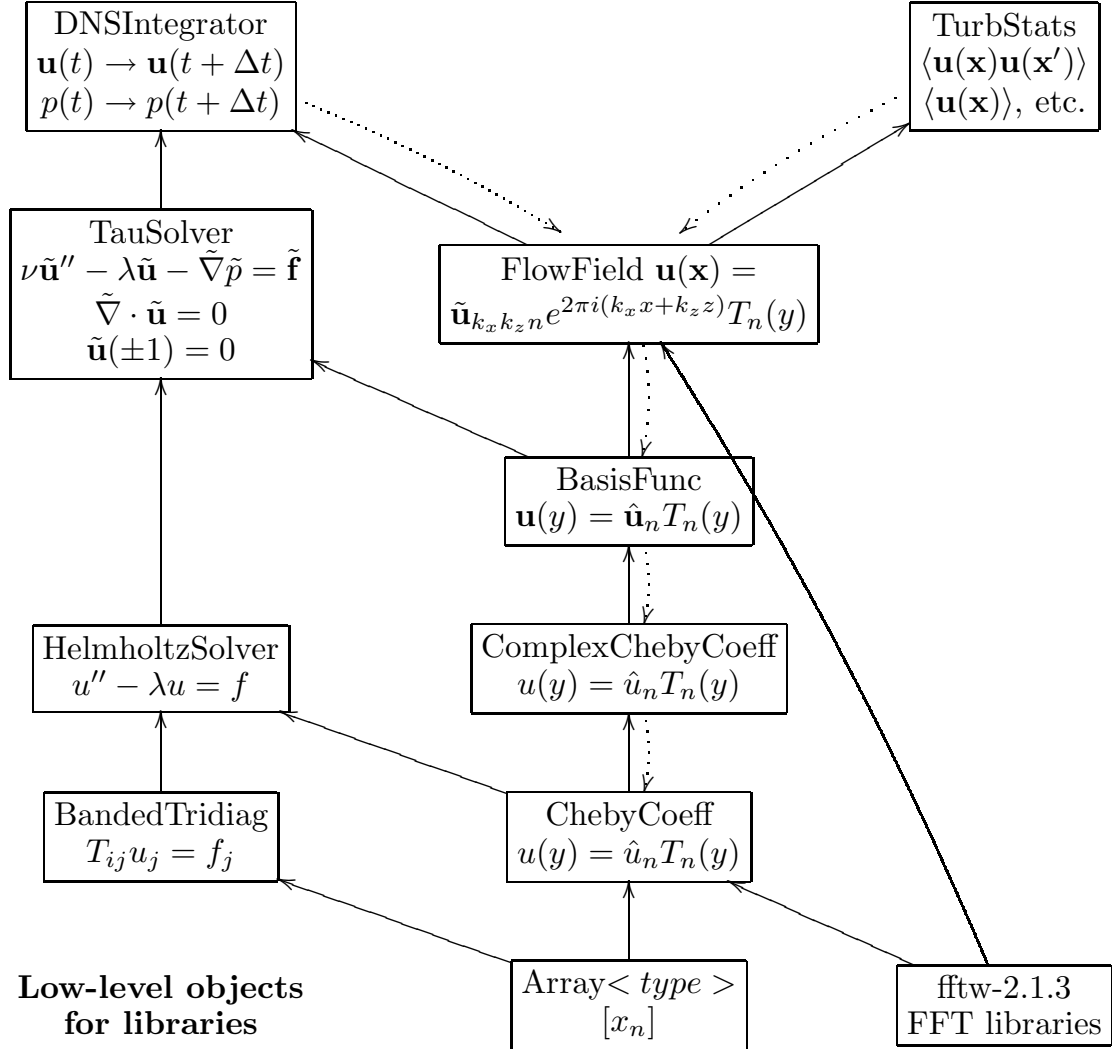 DNSIntegrator
𝐮(t) → 𝐮(t + Δt)
p(t) → p(t + Δt)
TurbStats
⟨𝐮(𝐱)𝐮(𝐱′)⟩
⟨𝐮(𝐱)⟩, etc.
TauSolver
ν𝐮̃′′ − λ𝐮̃ − ∇̃p̃ = 𝐟̃
∇̃ · 𝐮̃ = 0
𝐮̃(±1) = 0
FlowField 𝐮(𝐱) =
𝐮̃_{k_x k_z n} e^{2πi(k_x x+k_z z)} T_n(y)
BasisFunc
𝐮(y) = 𝐮̂_n T_n(y)
HelmholtzSolver
u′′ − λu = f
ComplexChebyCoeff
u(y) = û_n T_n(y)
BandedTridiag
T_{ij} u_j = f_j
ChebyCoeff
u(y) = û_n T_n(y)
Low-level objects
for libraries
Array< type >
[x_n]
fftw-2.1.3
FFT libraries